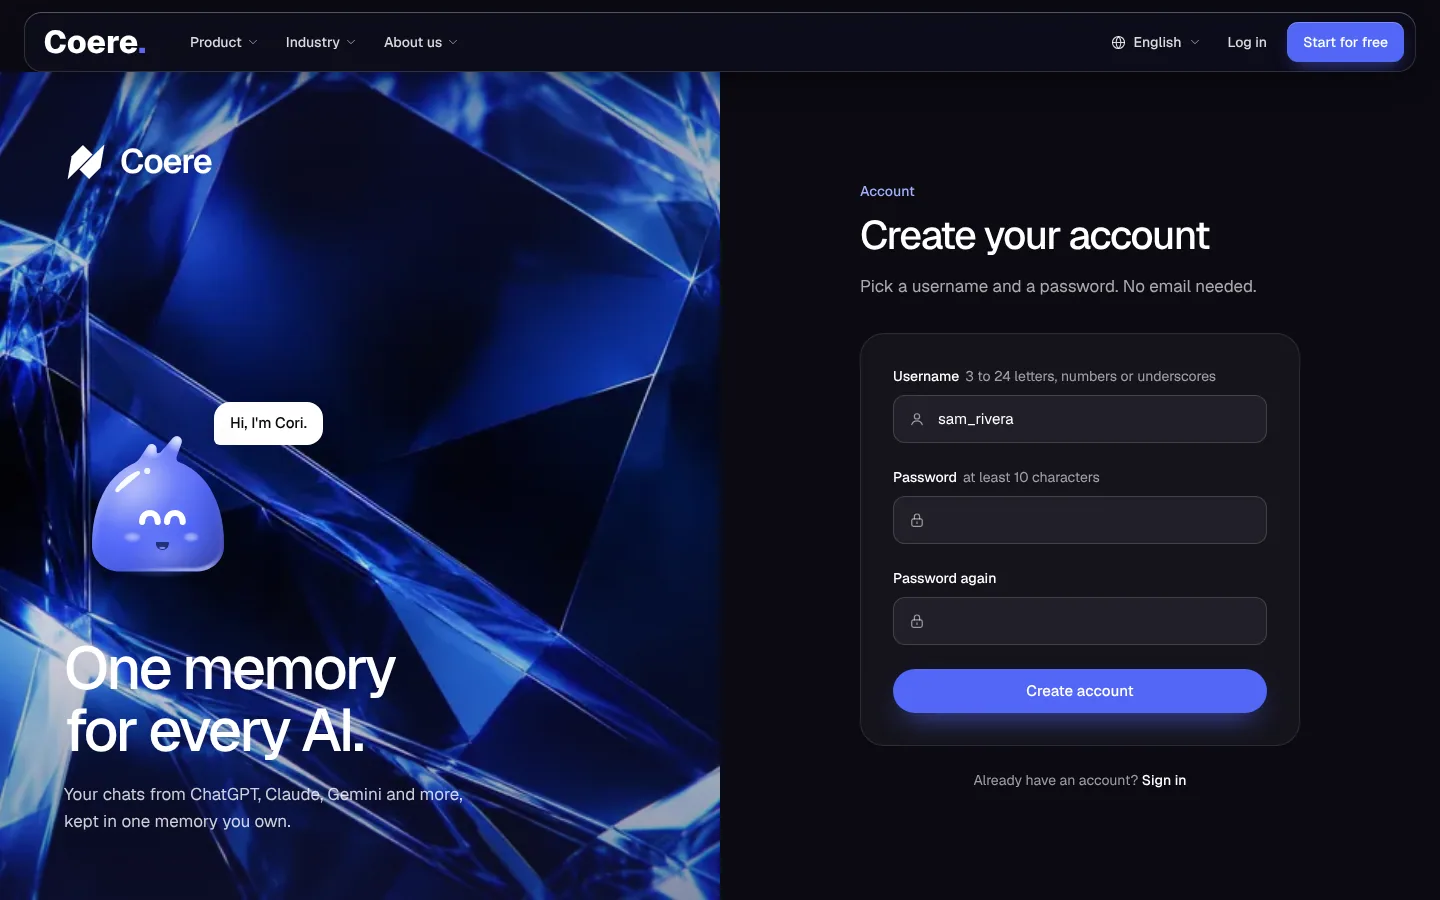 Coere.
Product
Industry
About us
English
Log in
Start for free
Coere
Hi, I'm Cori.
One memory
for every AI.
Your chats from ChatGPT, Claude, Gemini and more,
kept in one memory you own.
Account
Create your account
Pick a username and a password. No email needed.
Username 3 to 24 letters, numbers or underscores
sam_rivera
Password at least 10 characters
Password again
Create account
Already have an account? Sign in